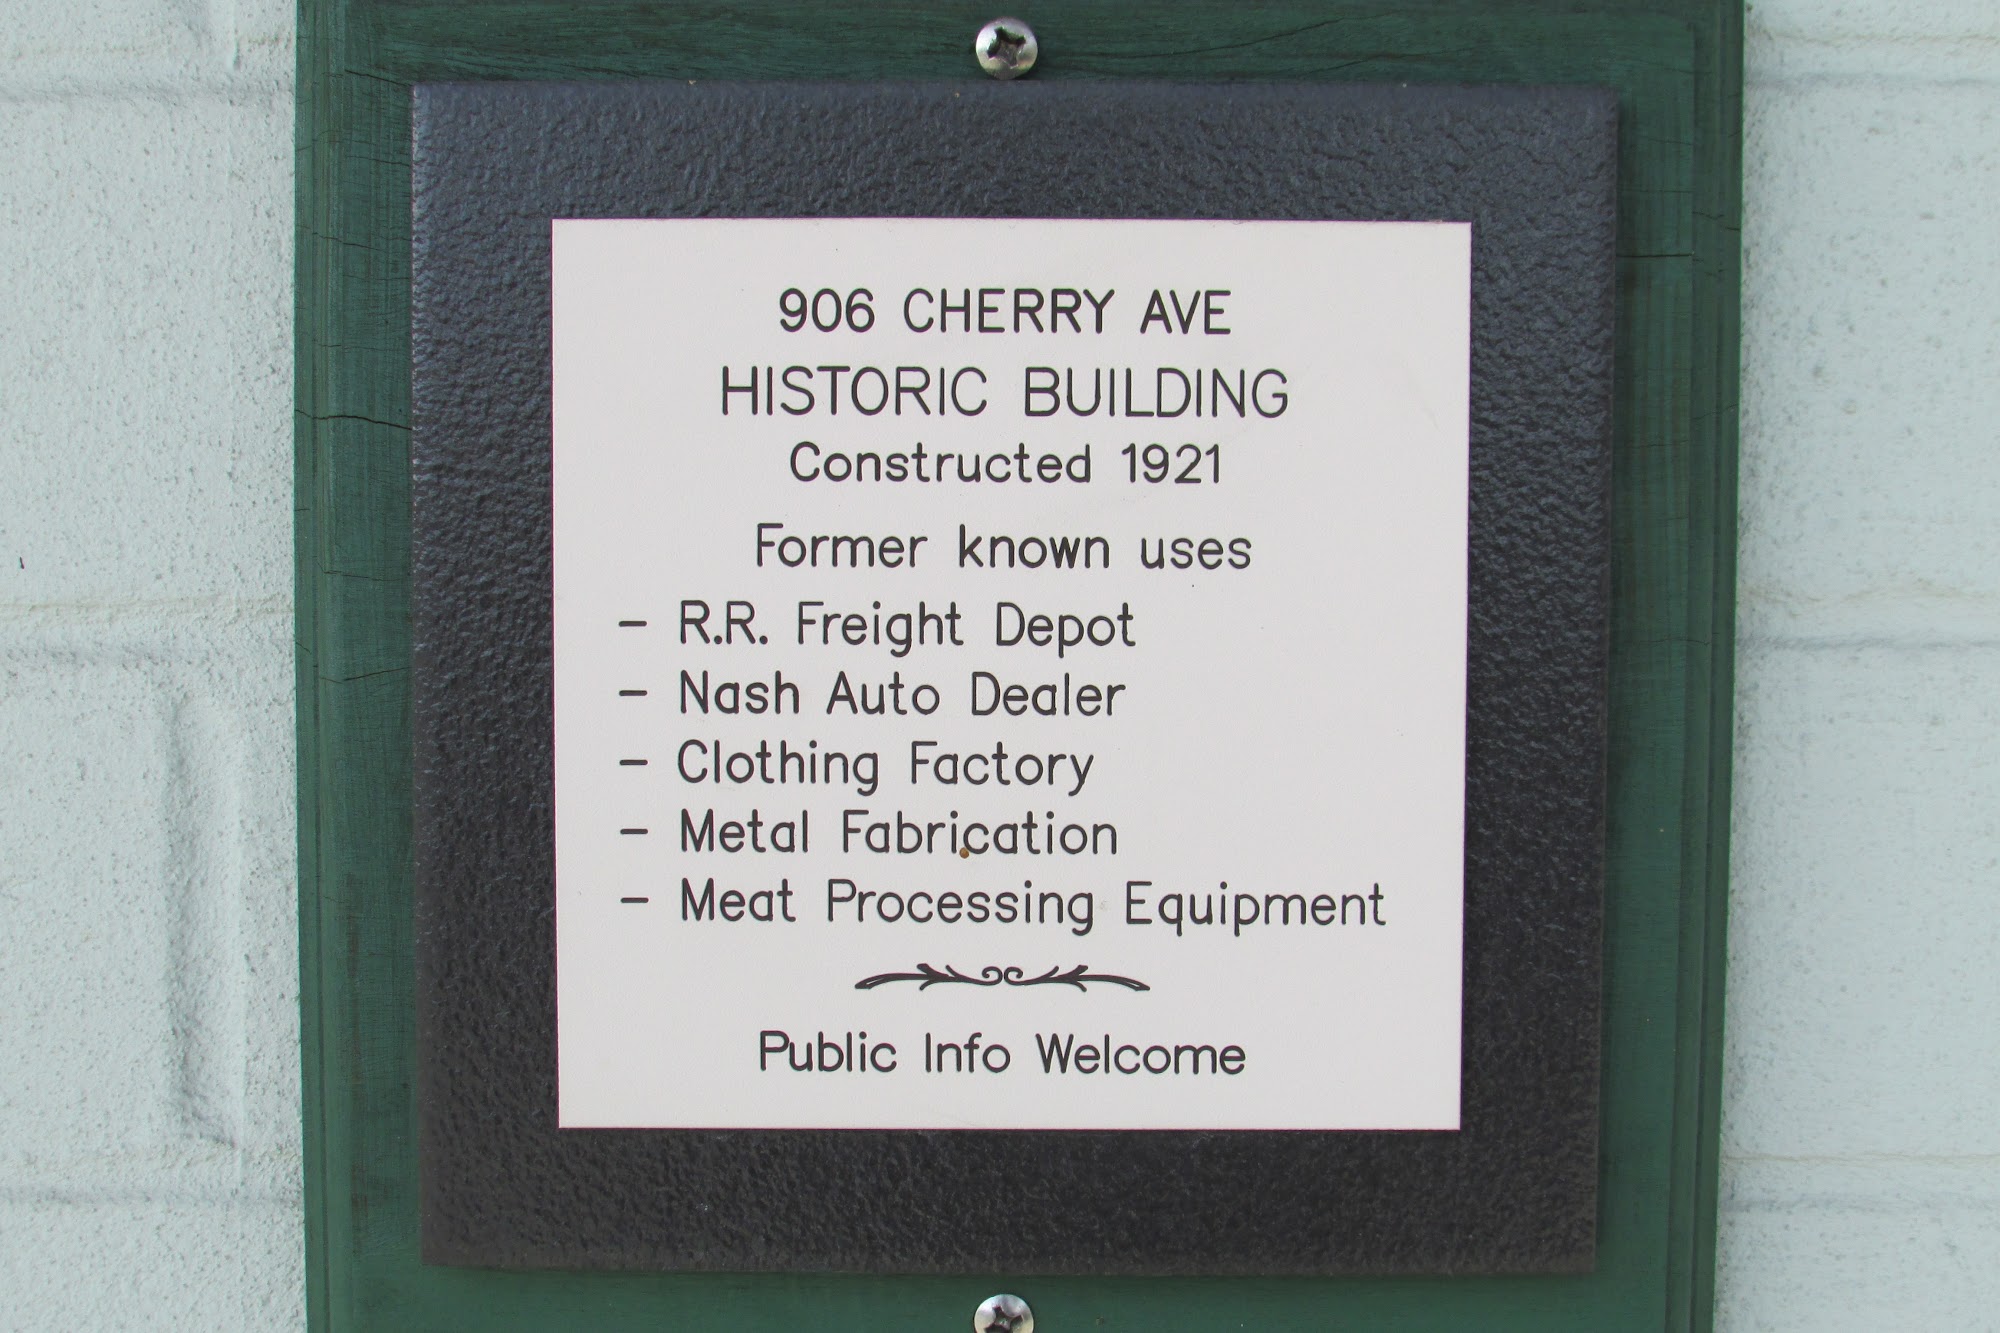 906 CHERRY AVE
HISTORIC BUILDING
Constructed 1921
Former known uses
- R.R. Freight Depot
- Nash Auto Dealer
- Clothing Factory
- Metal Fabrication
- Meat Processing Equipment
Public Info Welcome